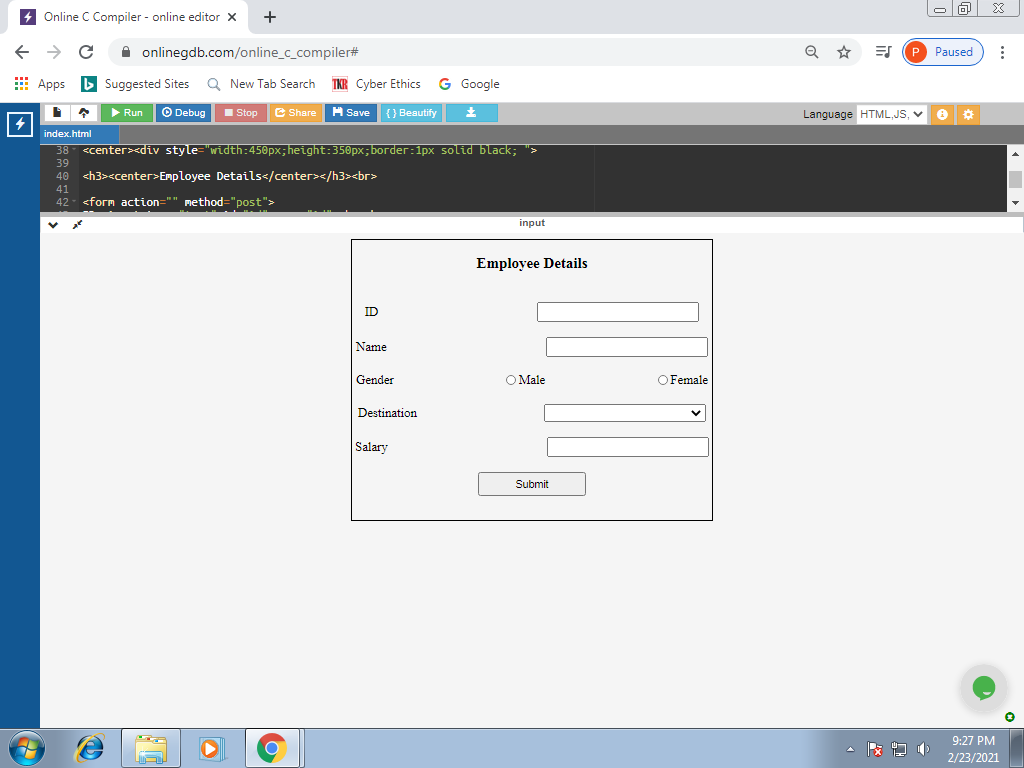 Online C Compiler - online editor
onlinegdb.com/online_c_compiler#
P Paused
Apps
Suggested Sites
New Tab Search
TKR Cyber Ethics
G Google
Run
Debug
Stop
Share
Save
{ } Beautify
Language HTML,JS,
index.html
38 <center><div style="width:450px;height:350px;border:1px solid black; ">
39
40 <h3><center>Employee Details</center></h3><br>
41
42 <form action="" method="post">
input
Employee Details
ID
Name
Gender Male Female
Destination
Salary
Submit
9:27 PM
2/23/2021